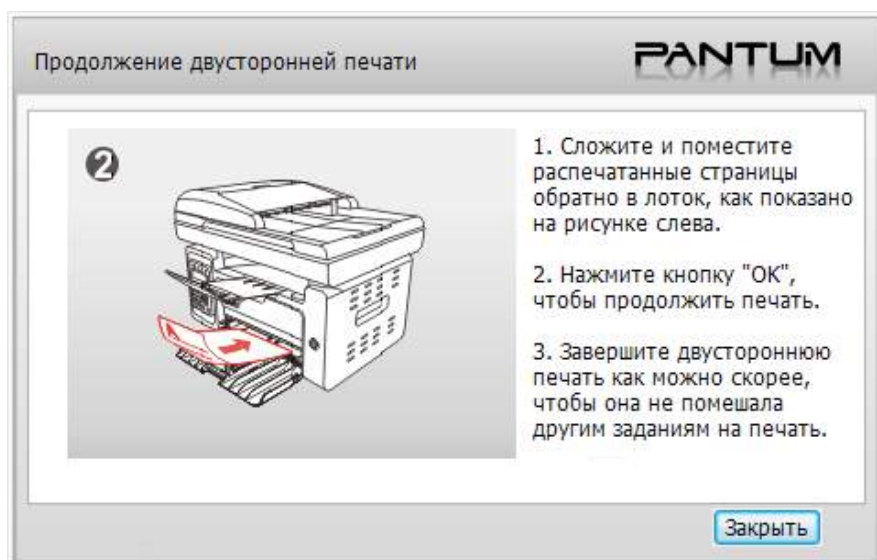 Продолжение двусторонней печати
PANTUM
2
1. Сложите и поместите
распечатанные страницы
обратно в лоток, как показано
на рисунке слева.
2. Нажмите кнопку "ОК",
чтобы продолжить печать.
3. Завершите двустороннюю
печать как можно скорее,
чтобы она не помешала
другим заданиям на печать.
Закрыть